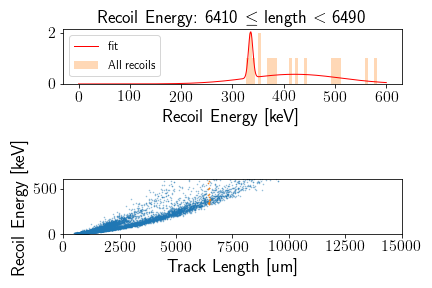 Recoil Energy: 6410 ≤ length < 6490
2
0
fit
All recoils
0 100 200 300 400 500 600
Recoil Energy [keV]
Recoil Energy [keV]
500
0
0 2500 5000 7500 10000 12500 15000
Track Length [um]